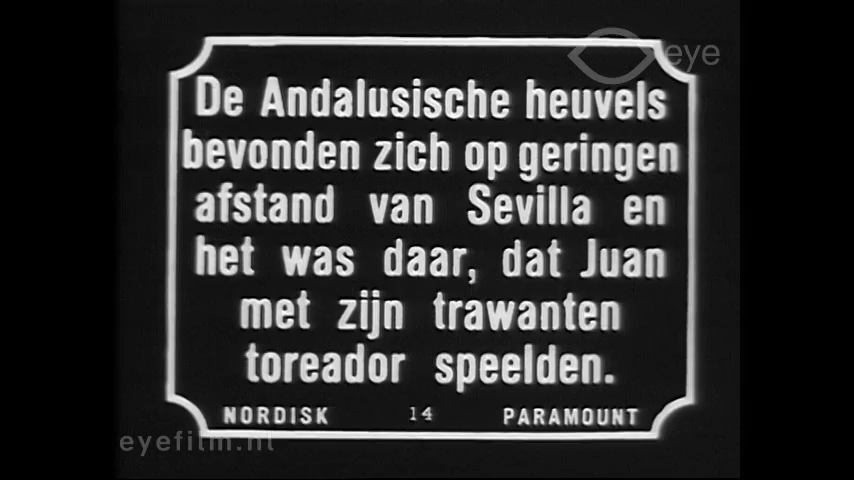 eye
De Andalusische heuvels
bevonden zich op geringen
afstand van Sevilla en
het was daar, dat Juan
met zijn trawanten
toreador speelden.
NORDISK 14 PARAMOUNT
eyefilm.nl